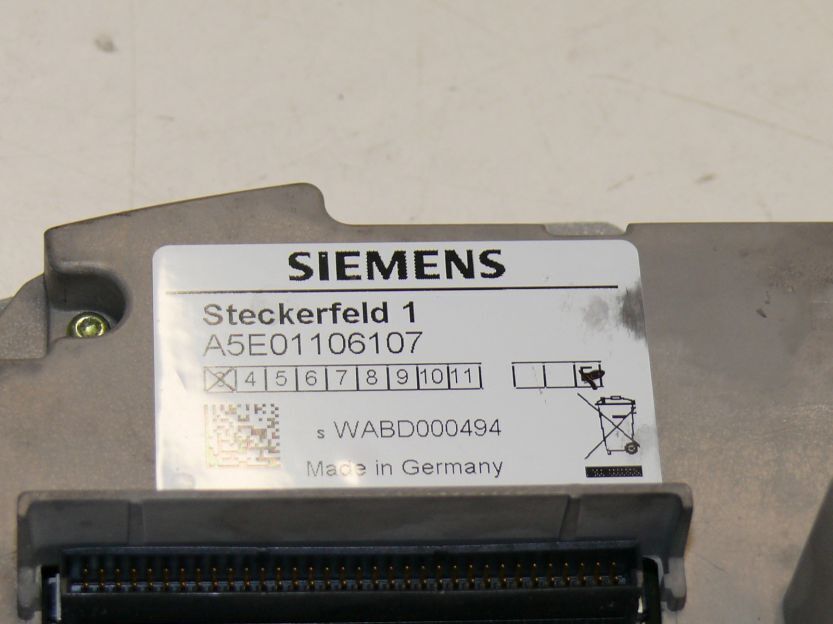 SIEMENS
Steckerfeld 1
A5E01106107
4 5 6 7 8 9 10 11
s WABD000494
Made in Germany